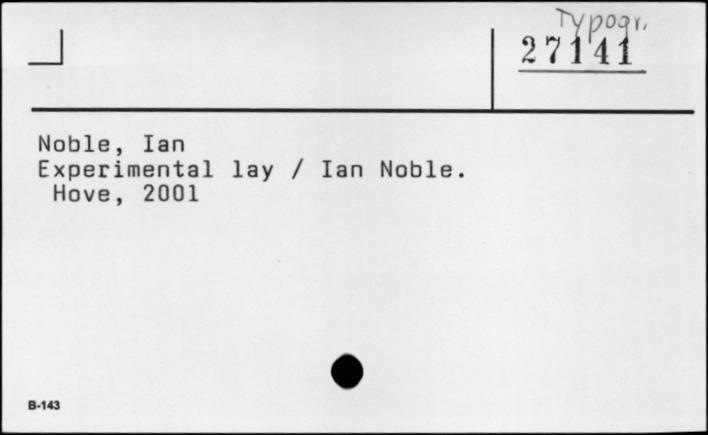 Typogr.
27141
Noble, Ian
Experimental lay / Ian Noble.
Hove, 2001
B-143